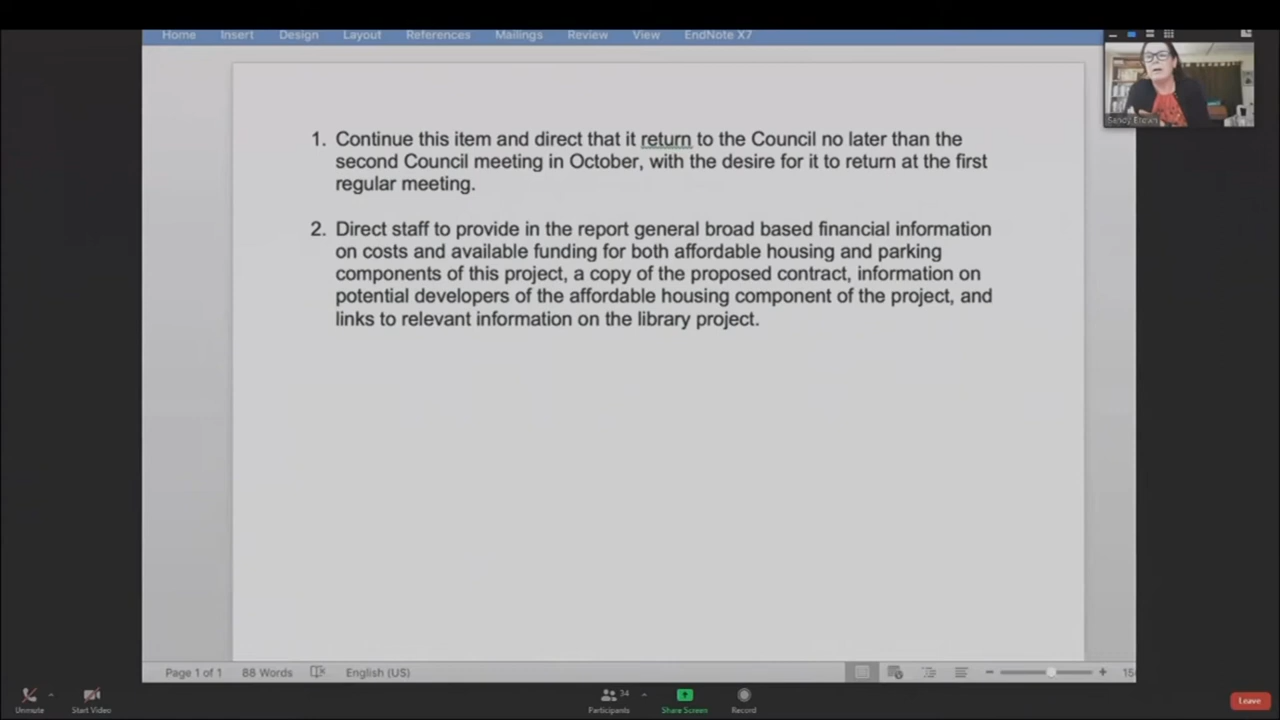 Home Insert Design Layout References Mailings Review View EndNote X7
Sandy Brown
1. Continue this item and direct that it return to the Council no later than the
second Council meeting in October, with the desire for it to return at the first
regular meeting.
2. Direct staff to provide in the report general broad based financial information
on costs and available funding for both affordable housing and parking
components of this project, a copy of the proposed contract, information on
potential developers of the affordable housing component of the project, and
links to relevant information on the library project.
Page 1 of 1 88 Words English (US) 15
Unmute Start Video Participants 34 Share Screen Record Leave